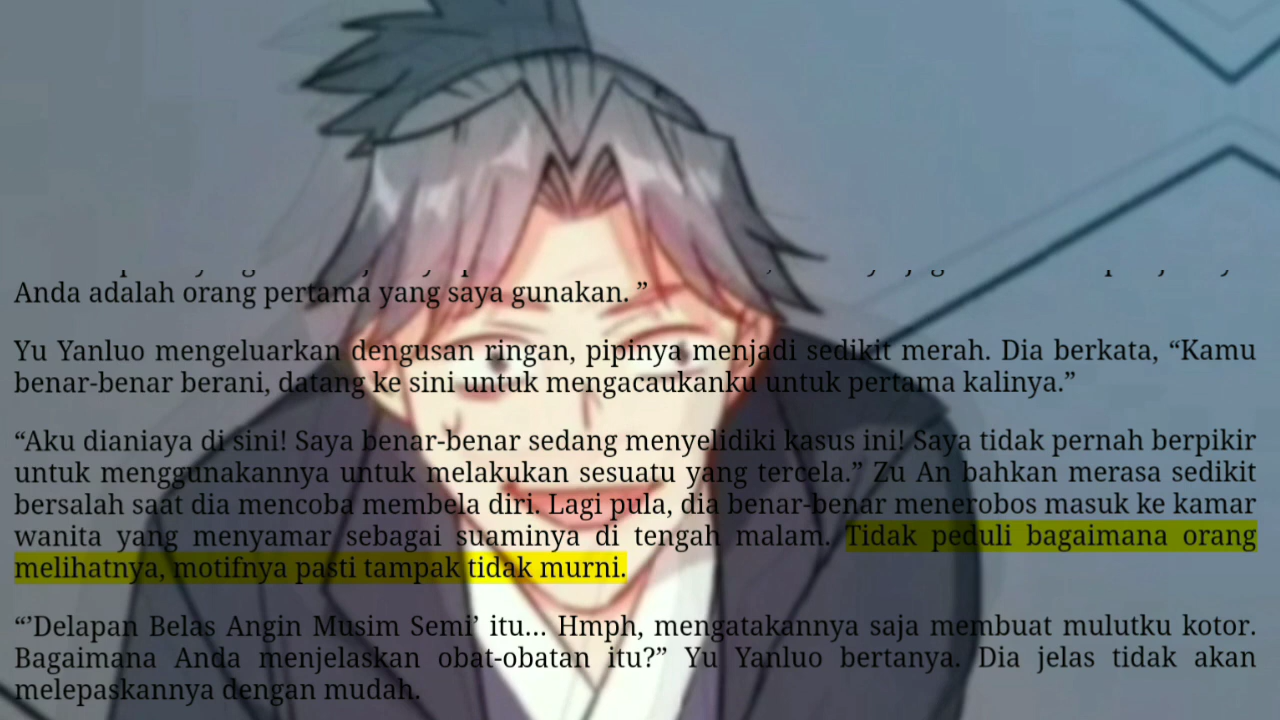 Anda adalah orang pertama yang saya gunakan. ”
Yu Yanluo mengeluarkan dengusan ringan, pipinya menjadi sedikit merah. Dia berkata, “Kamu
benar-benar berani, datang ke sini untuk mengacaukanku untuk pertama kalinya.”
“Aku dianiaya di sini! Saya benar-benar sedang menyelidiki kasus ini! Saya tidak pernah berpikir
untuk menggunakannya untuk melakukan sesuatu yang tercela.” Zu An bahkan merasa sedikit
bersalah saat dia mencoba membela diri. Lagi pula, dia benar-benar menerobos masuk ke kamar
wanita yang menyamar sebagai suaminya di tengah malam. Tidak peduli bagaimana orang
melihatnya, motifnya pasti tampak tidak murni.
“’Delapan Belas Angin Musim Semi’ itu… Hmph, mengatakannya saja membuat mulutku kotor.
Bagaimana Anda menjelaskan obat-obatan itu?” Yu Yanluo bertanya. Dia jelas tidak akan
melepaskannya dengan mudah.